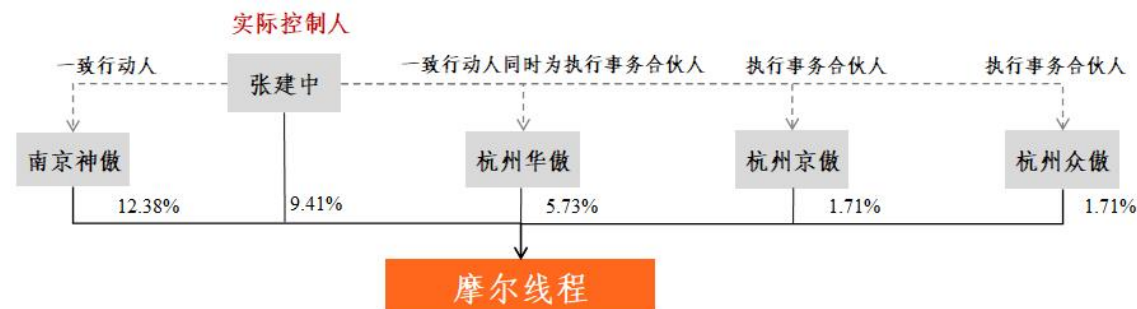 实际控制人
一致行动人
张建中
一致行动人同时为执行事务合伙人
执行事务合伙人
执行事务合伙人
南京神傲
杭州华傲
杭州京傲
杭州众傲
12.38%
9.41%
5.73%
1.71%
1.71%
摩尔线程